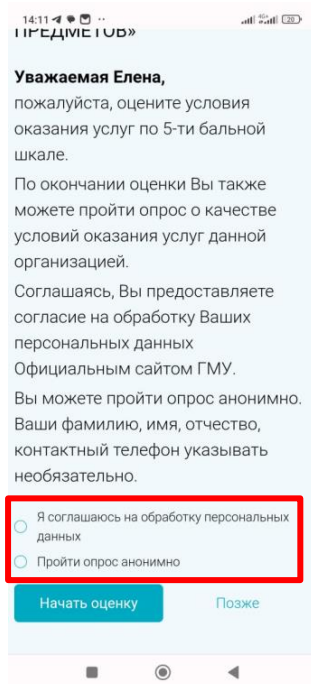 14:11
4G+
20
ПРЕДМЕТОВ»
Уважаемая Елена,
пожалуйста, оцените условия
оказания услуг по 5-ти бальной
шкале.
По окончании оценки Вы также
можете пройти опрос о качестве
условий оказания услуг данной
организацией.
Соглашаясь, Вы предоставляете
согласие на обработку Ваших
персональных данных
Официальным сайтом ГМУ.
Вы можете пройти опрос анонимно.
Ваши фамилию, имя, отчество,
контактный телефон указывать
необязательно.
Я соглашаюсь на обработку персональных
данных
Пройти опрос анонимно
Начать оценку Позже